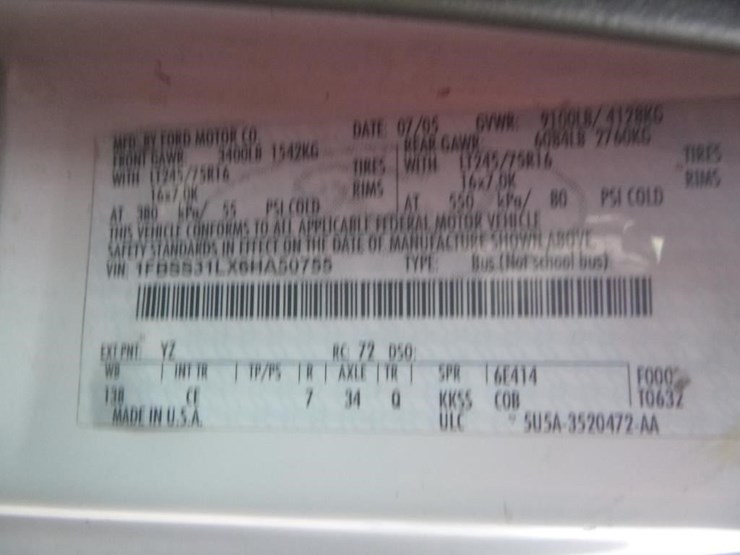 MFD. BY FORD MOTOR CO. DATE 07/05 GVWR: 9100LB/ 4128KG
FRONT GAWR 3400LB 1542KG REAR GAWR 6084LB 2760KG
WITH LT245/75R16 TIRES WITH LT245/75R16 TIRES
16x7.0K RIMS 16x7.0K RIMS
AT 380 kPa/ 55 PSI COLD AT 550 kPa/ 80 PSI COLD
THIS VEHICLE CONFORMS TO ALL APPLICABLE FEDERAL MOTOR VEHICLE
SAFETY STANDARDS IN EFFECT ON THE DATE OF MANUFACTURE SHOWN ABOVE.
VIN 1FBSS31LX6HA50755 TYPE Bus (Not school bus)
EXT PNT: YZ RC: 72 DSO:
WB INT TR TP/PS R AXLE TR SPR 6E414 F000
138 CE 7 34 Q KKSS COB T0632
MADE IN U.S.A. ULC 5U5A-3520472-AA